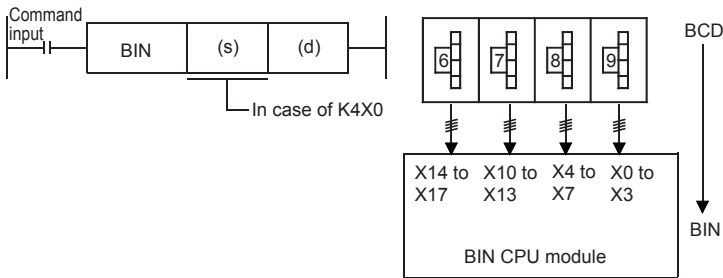 Command
input
BIN
(s)
(d)
In case of K4X0
6
7
8
9
BCD
X14 to
X17
X10 to
X13
X4 to
X7
X0 to
X3
BIN
BIN CPU module